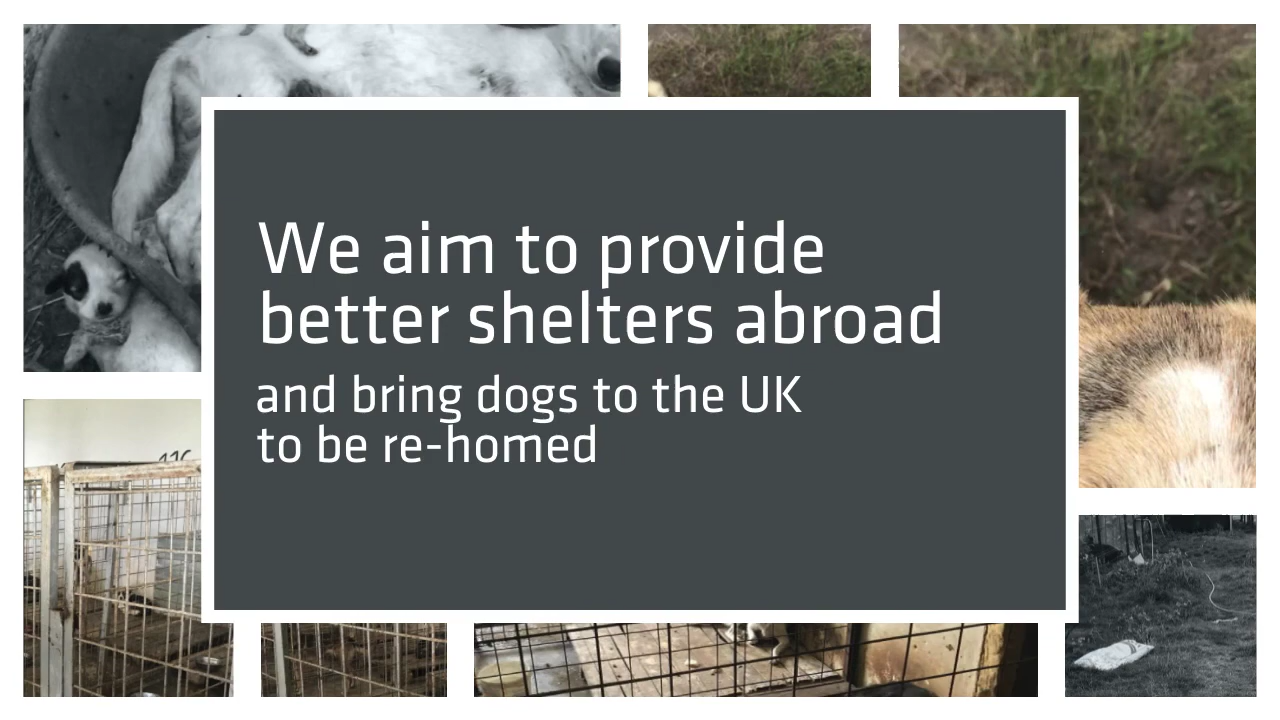 We aim to provide
better shelters abroad
and bring dogs to the UK
to be re-homed